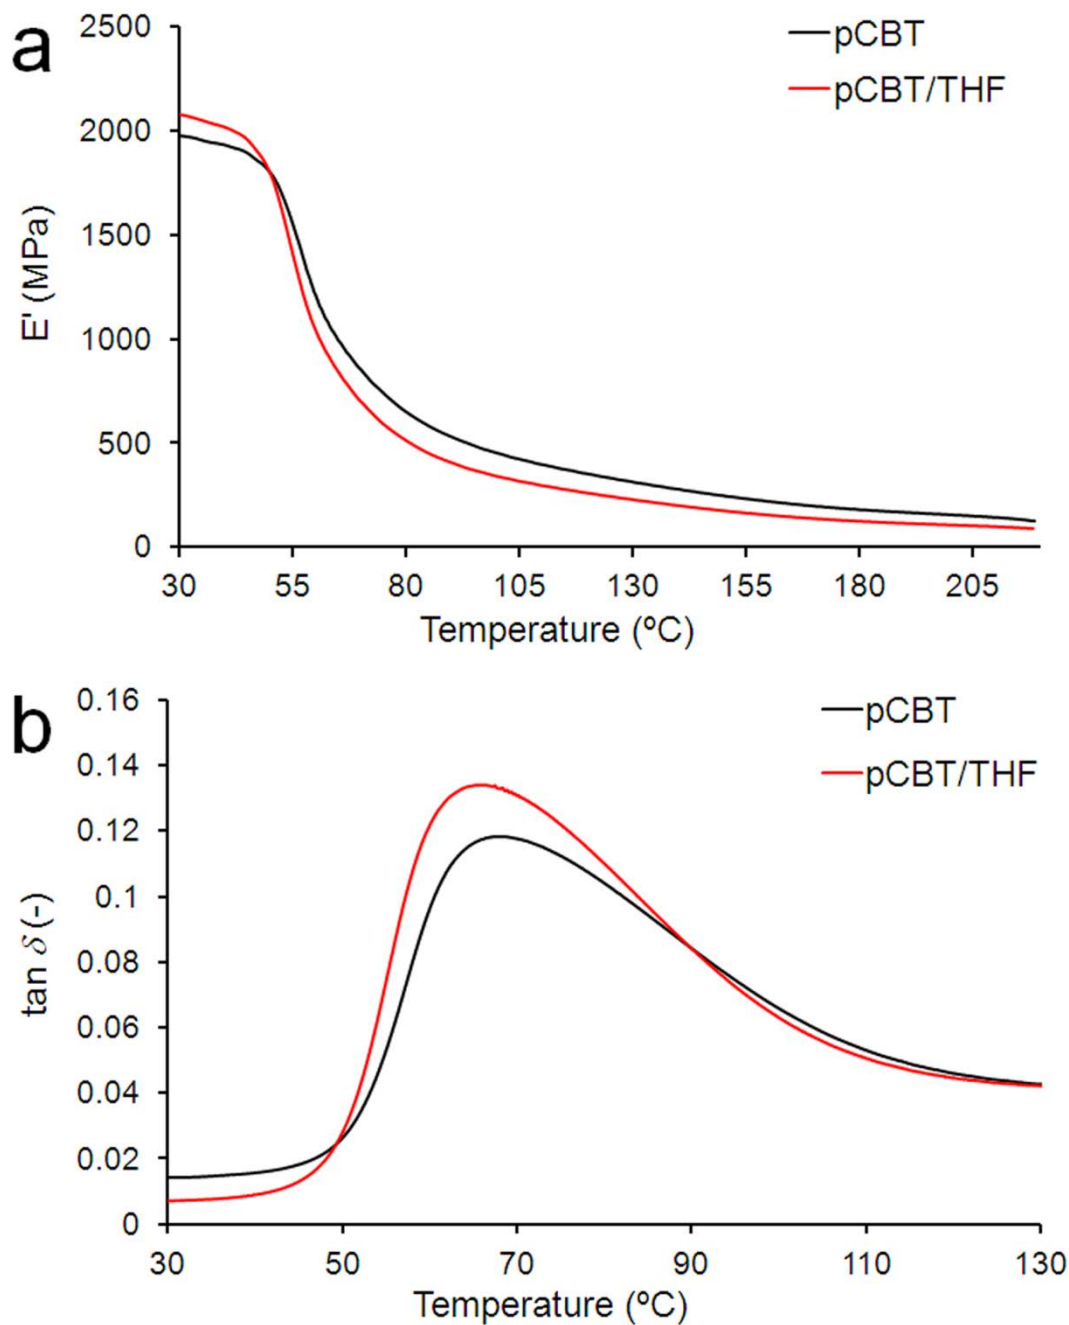 a
2500
2000
1500
1000
500
0
E' (MPa)
pCBT
pCBT/THF
30 55 80 105 130 155 180 205
Temperature (ºC)
b
0.16
0.14
0.12
0.1
0.08
0.06
0.04
0.02
0
tan δ (-)
pCBT
pCBT/THF
30 50 70 90 110 130
Temperature (ºC)